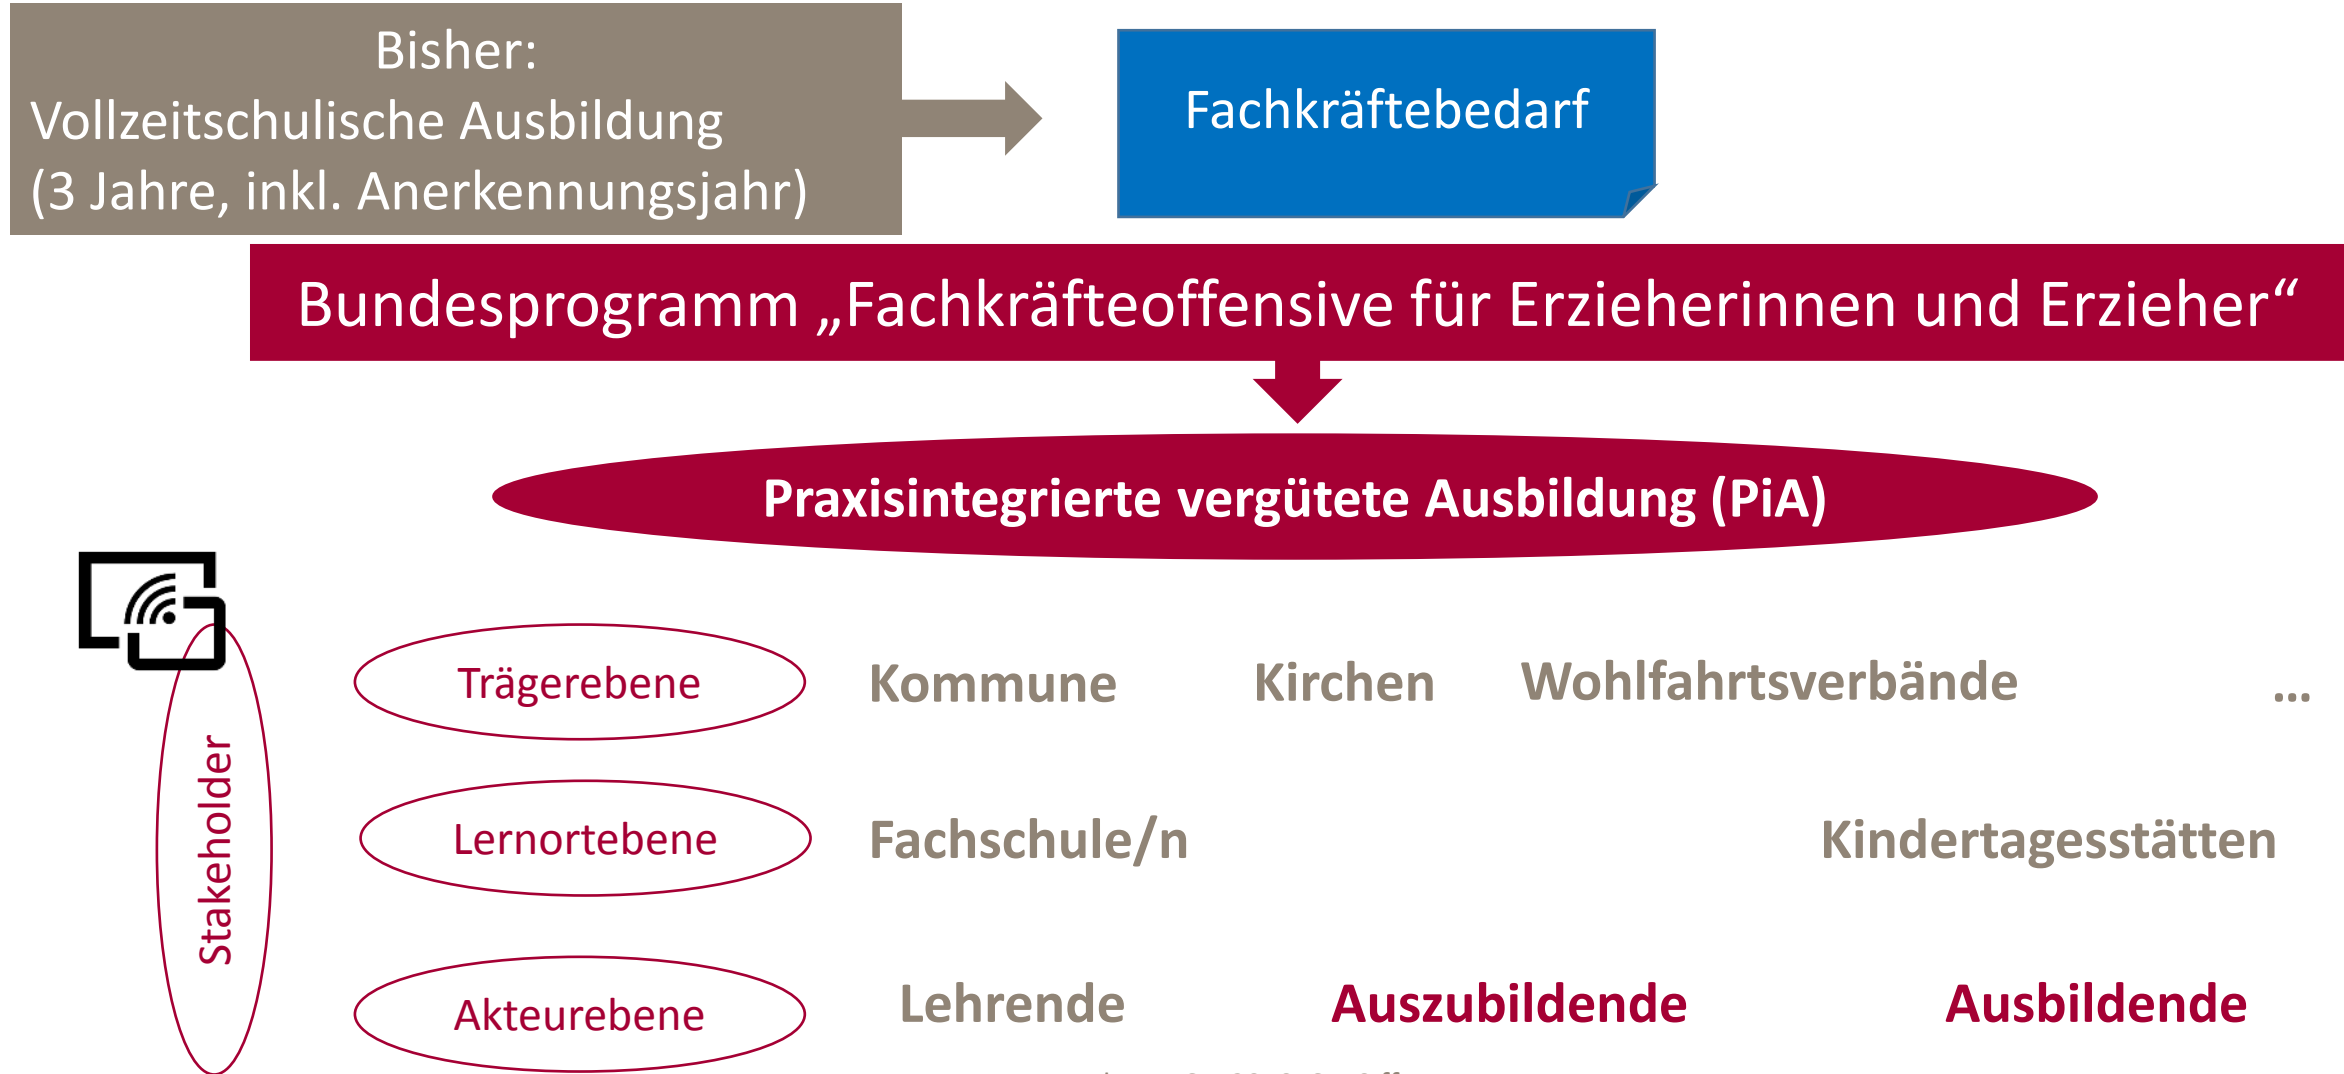 Bisher:
Vollzeitschulische Ausbildung
(3 Jahre, inkl. Anerkennungsjahr)
Fachkräftebedarf
Bundesprogramm „Fachkräfteoffensive für Erzieherinnen und Erzieher“
Praxisintegrierte vergütete Ausbildung (PiA)
Stakeholder
Trägerebene
Kommune Kirchen Wohlfahrtsverbände ...
Lernortebene
Fachschule/n Kindertagesstätten
Akteurebene
Lehrende Auszubildende Ausbildende